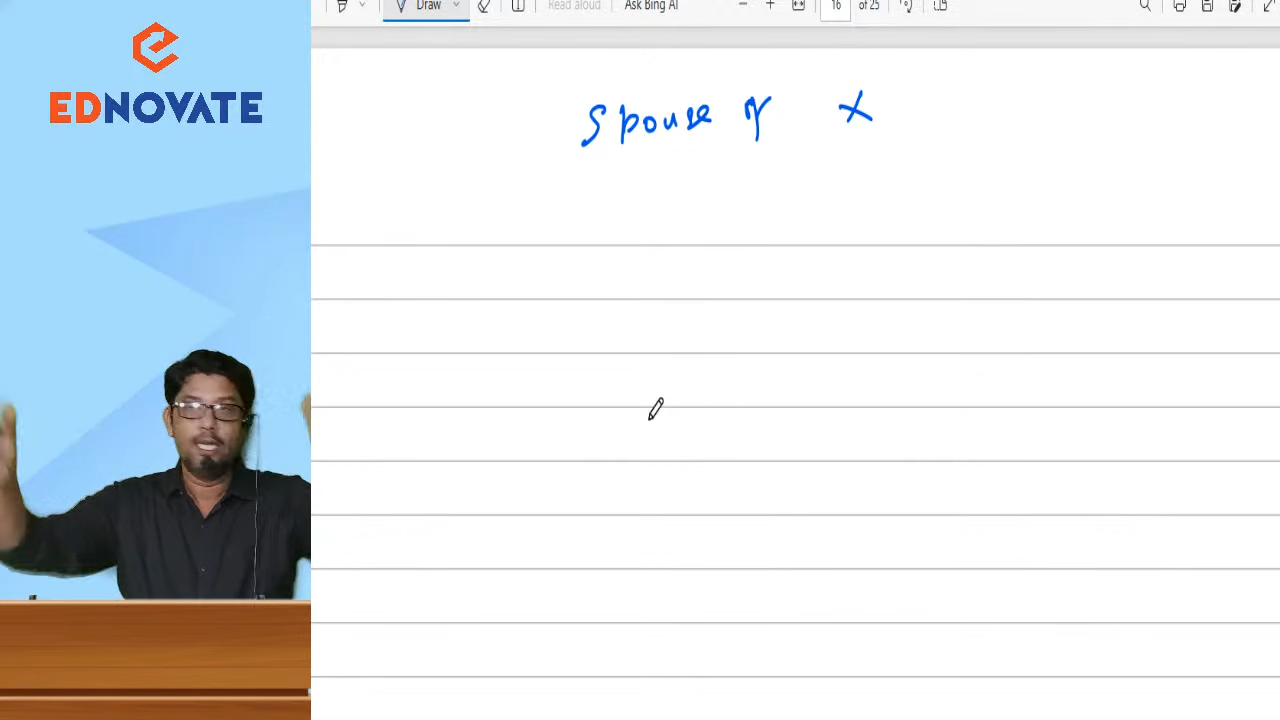 Draw
Read aloud
Ask Bing AI
16 of 25
EDNOVATE
Spouse of X